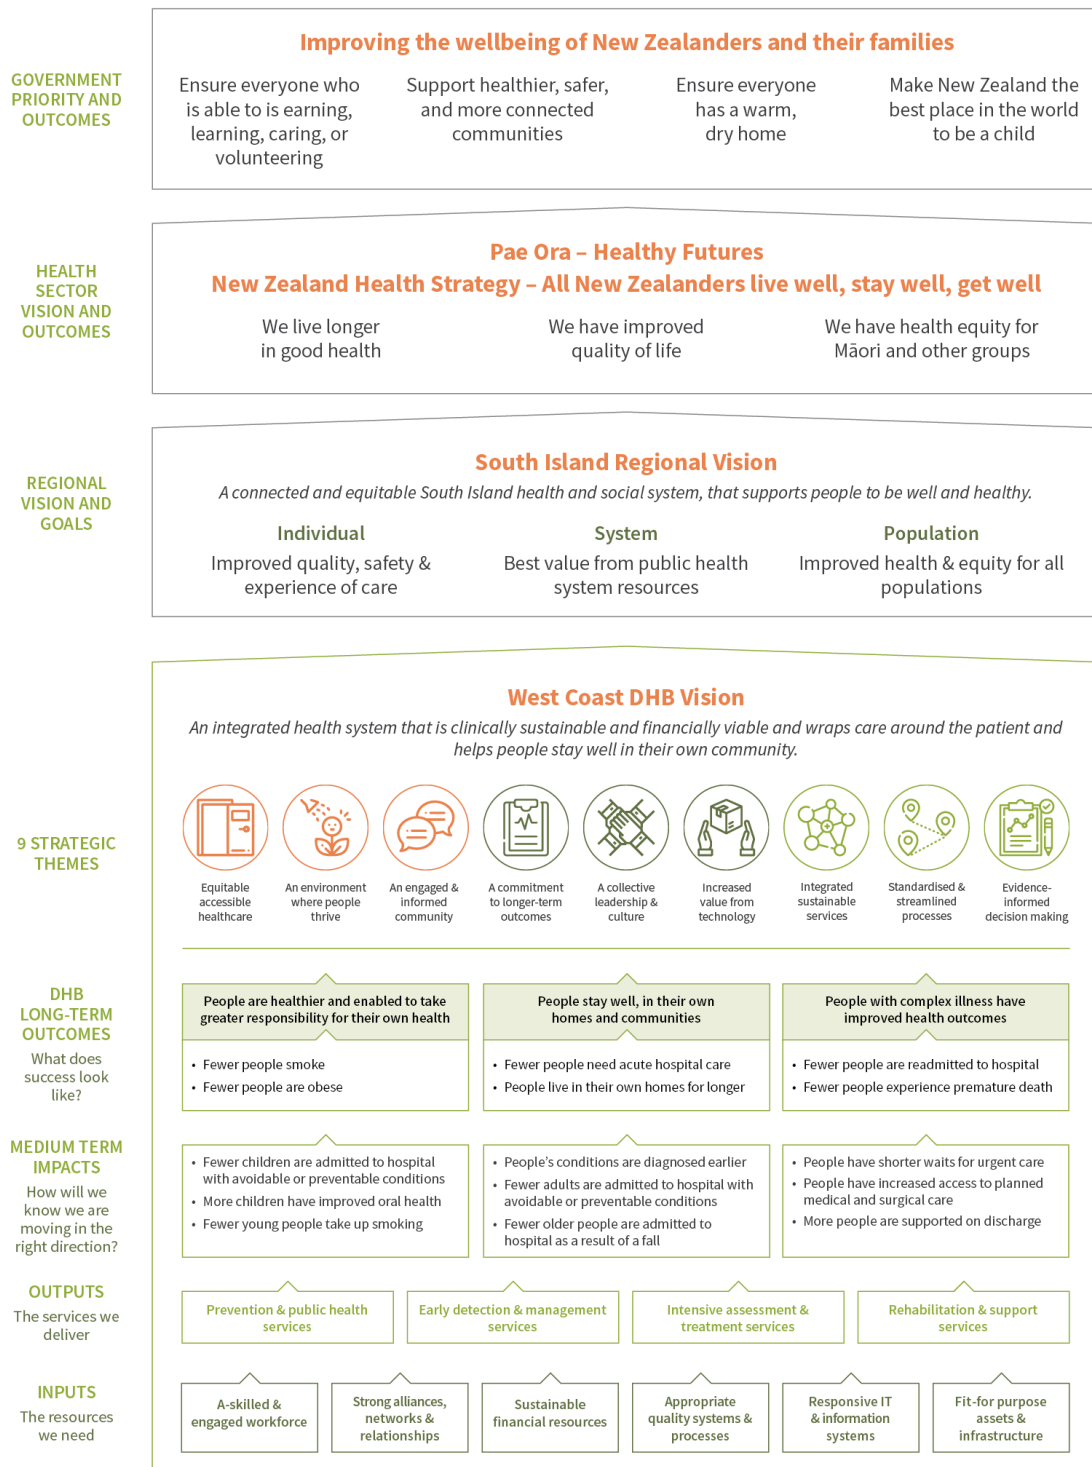 GOVERNMENT
PRIORITY AND
OUTCOMES
Improving the wellbeing of New Zealanders and their families
Ensure everyone who
is able to is earning,
learning, caring, or
volunteering
Support healthier, safer,
and more connected
communities
Ensure everyone
has a warm,
dry home
Make New Zealand the
best place in the world
to be a child
HEALTH
SECTOR
VISION AND
OUTCOMES
Pae Ora – Healthy Futures
New Zealand Health Strategy – All New Zealanders live well, stay well, get well
We live longer
in good health
We have improved
quality of life
We have health equity for
Māori and other groups
REGIONAL
VISION AND
GOALS
South Island Regional Vision
A connected and equitable South Island health and social system, that supports people to be well and healthy.
Individual
Improved quality, safety &
experience of care
System
Best value from public health
system resources
Population
Improved health & equity for all
populations
West Coast DHB Vision
An integrated health system that is clinically sustainable and financially viable and wraps care around the patient and
helps people stay well in their own community.
9 STRATEGIC
THEMES
Equitable
accessible
healthcare
An environment
where people
thrive
An engaged &
informed
community
A commitment
to longer-term
outcomes
A collective
leadership &
culture
Increased
value from
technology
Integrated
sustainable
services
Standardised &
streamlined
processes
Evidence-
informed
decision making
DHB
LONG-TERM
OUTCOMES
What does
success look
like?
People are healthier and enabled to take
greater responsibility for their own health
• Fewer people smoke
• Fewer people are obese
People stay well, in their own
homes and communities
• Fewer people need acute hospital care
• People live in their own homes for longer
People with complex illness have
improved health outcomes
• Fewer people are readmitted to hospital
• Fewer people experience premature death
MEDIUM TERM
IMPACTS
How will we
know we are
moving in the
right direction?
• Fewer children are admitted to hospital
with avoidable or preventable conditions
• More children have improved oral health
• Fewer young people take up smoking
• People's conditions are diagnosed earlier
• Fewer adults are admitted to hospital with
avoidable or preventable conditions
• Fewer older people are admitted to
hospital as a result of a fall
• People have shorter waits for urgent care
• People have increased access to planned
medical and surgical care
• More people are supported on discharge
OUTPUTS
The services we
deliver
Prevention & public health
services
Early detection & management
services
Intensive assessment &
treatment services
Rehabilitation & support
services
INPUTS
The resources
we need
A-skilled &
engaged workforce
Strong alliances,
networks &
relationships
Sustainable
financial resources
Appropriate
quality systems &
processes
Responsive IT
& information
systems
Fit-for purpose
assets &
infrastructure